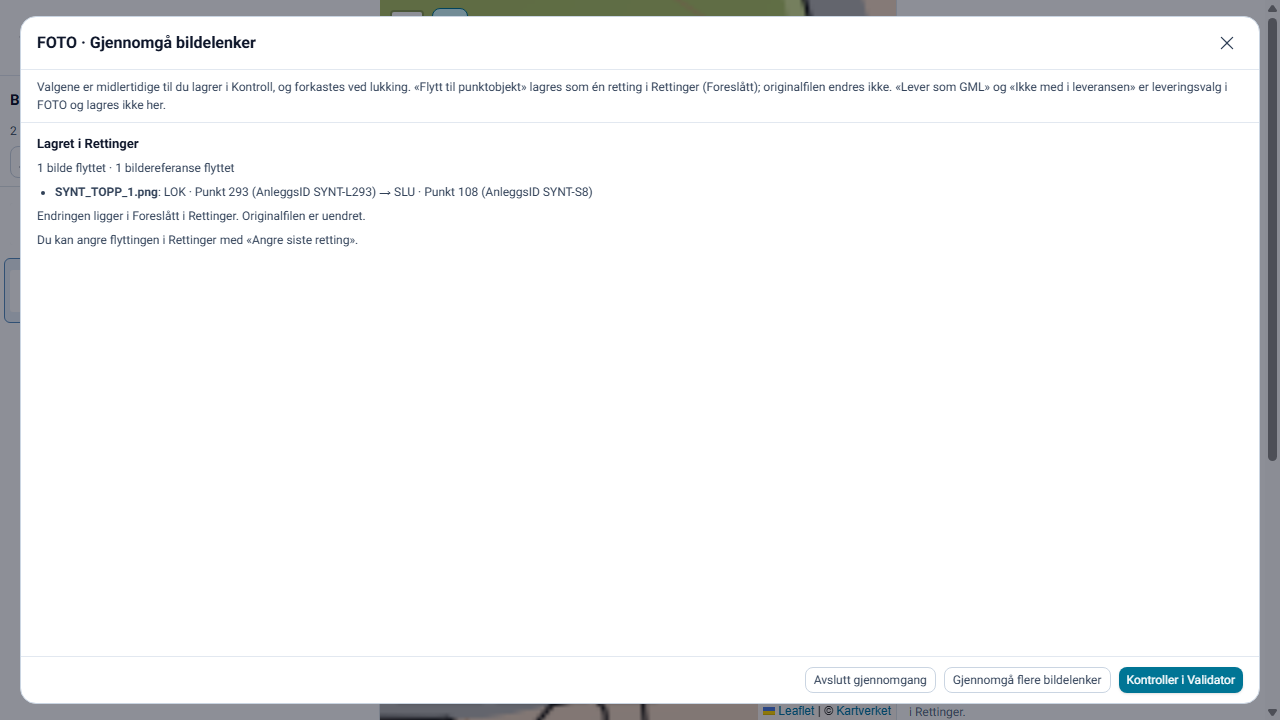 FOTO · Gjennomgå bildelenker
Valgene er midlertidige til du lagrer i Kontroll, og forkastes ved lukking. «Flytt til punktobjekt» lagres som én retting i Rettinger (Foreslått); originalfilen endres ikke. «Lever som GML» og «Ikke med i leveransen» er leveringsvalg i
FOTO og lagres ikke her.
B
2
Lagret i Rettinger
1 bilde flyttet · 1 bildereferanse flyttet
• SYNT_TOPP_1.png: LOK · Punkt 293 (AnleggsID SYNT-L293) → SLU · Punkt 108 (AnleggsID SYNT-S8)
Endringen ligger i Foreslått i Rettinger. Originalfilen er uendret.
Du kan angre flyttingen i Rettinger med «Angre siste retting».
Avslutt gjennomgang
Gjennomgå flere bildelenker
Kontroller i Validator
Leaflet | © Kartverket
i Rettinger.